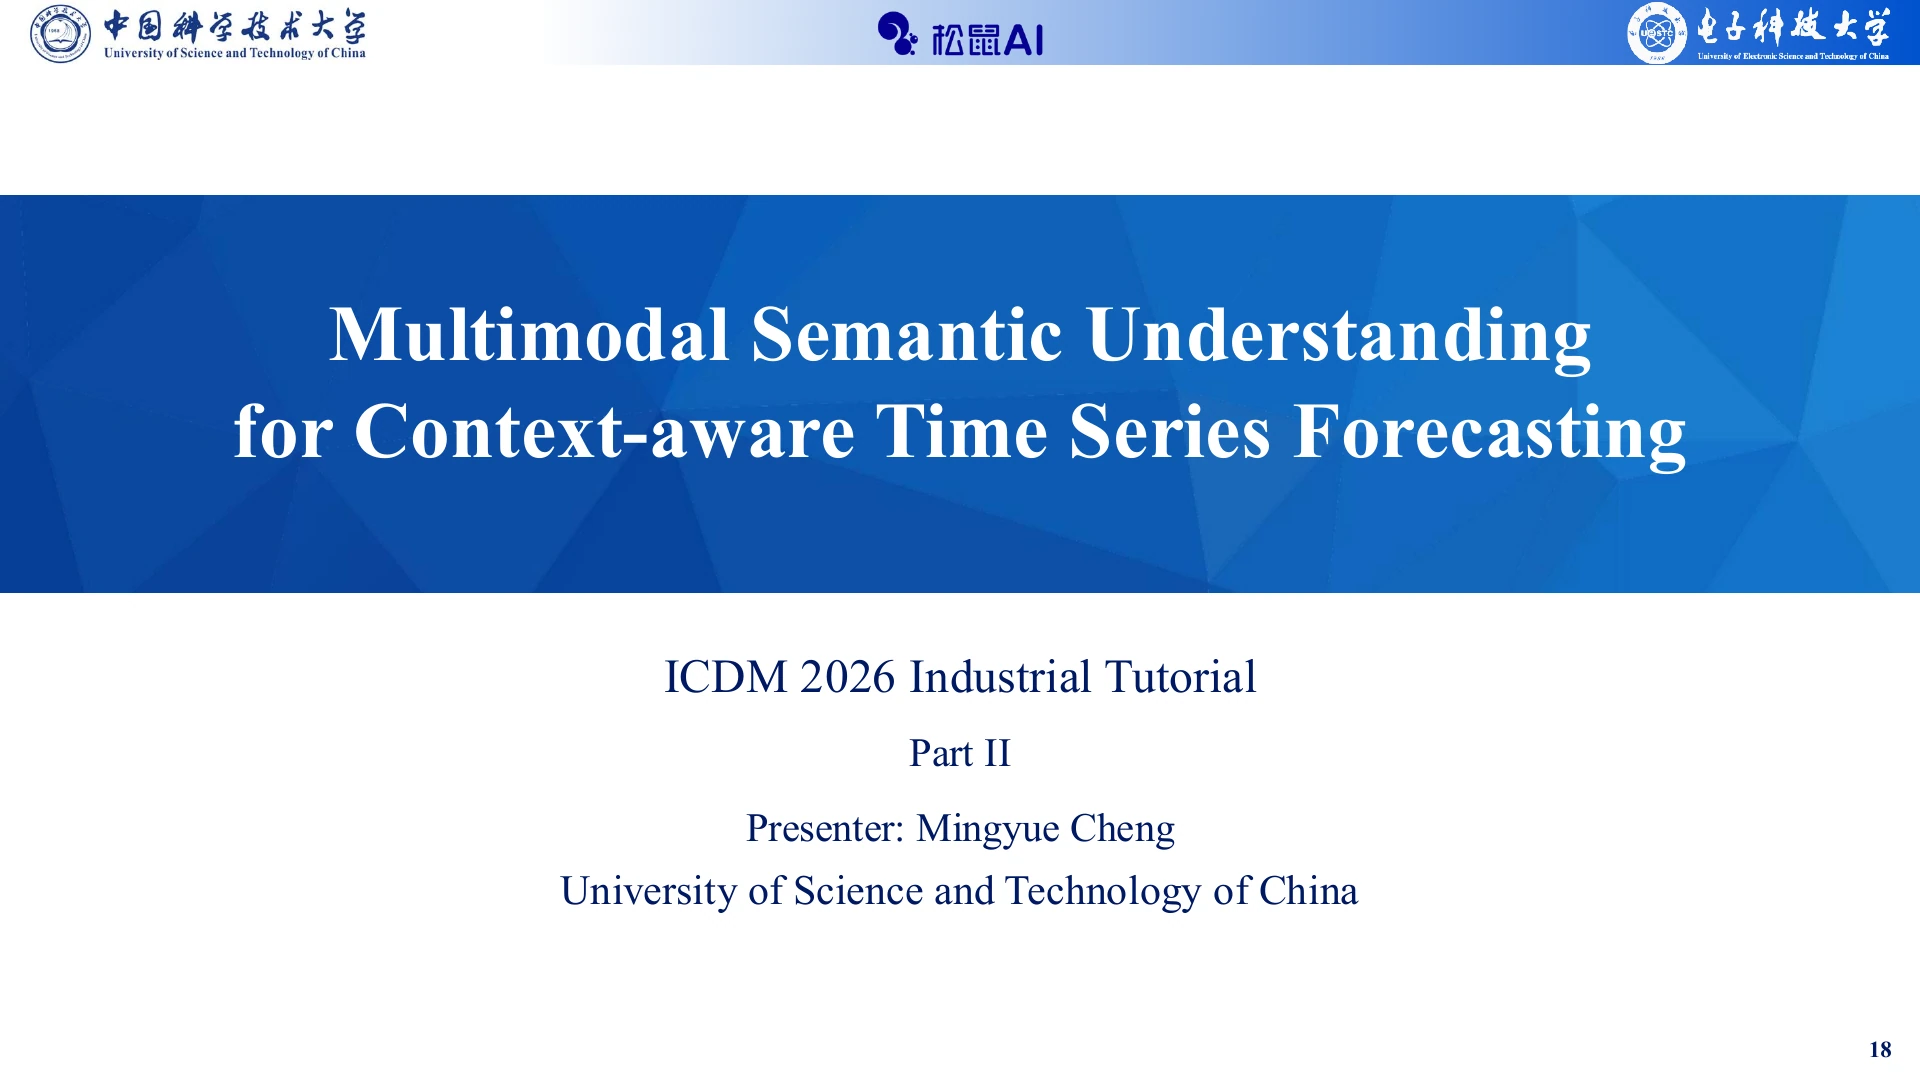 中国科学技术大学
University of Science and Technology of China
松鼠AI
电子科技大学
University of Electronic Science and Technology of China
Multimodal Semantic Understanding
for Context-aware Time Series Forecasting
ICDM 2026 Industrial Tutorial
Part II
Presenter: Mingyue Cheng
University of Science and Technology of China
18